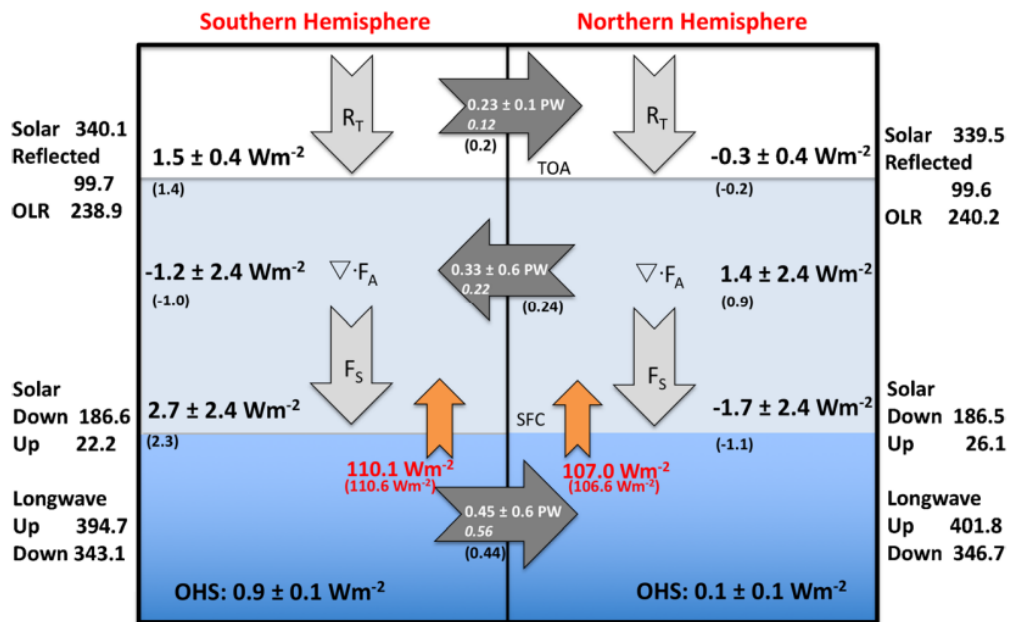 Southern Hemisphere
Northern Hemisphere
Solar 340.1
Reflected
99.7
OLR 238.9
R_T
1.5 ± 0.4 Wm⁻²
(1.4)
0.23 ± 0.1 PW
0.12
(0.2)
TOA
R_T
-0.3 ± 0.4 Wm⁻²
(-0.2)
Solar 339.5
Reflected
99.6
OLR 240.2
-1.2 ± 2.4 Wm⁻²
(-1.0)
▽·F_A
0.33 ± 0.6 PW
0.22
(0.24)
▽·F_A
1.4 ± 2.4 Wm⁻²
(0.9)
Solar
Down 186.6
Up 22.2
F_S
2.7 ± 2.4 Wm⁻²
(2.3)
SFC
F_S
-1.7 ± 2.4 Wm⁻²
(-1.1)
Solar
Down 186.5
Up 26.1
110.1 Wm⁻²
(110.6 Wm⁻²)
107.0 Wm⁻²
(106.6 Wm⁻²)
Longwave
Up 394.7
Down 343.1
0.45 ± 0.6 PW
0.56
(0.44)
Longwave
Up 401.8
Down 346.7
OHS: 0.9 ± 0.1 Wm⁻²
OHS: 0.1 ± 0.1 Wm⁻²